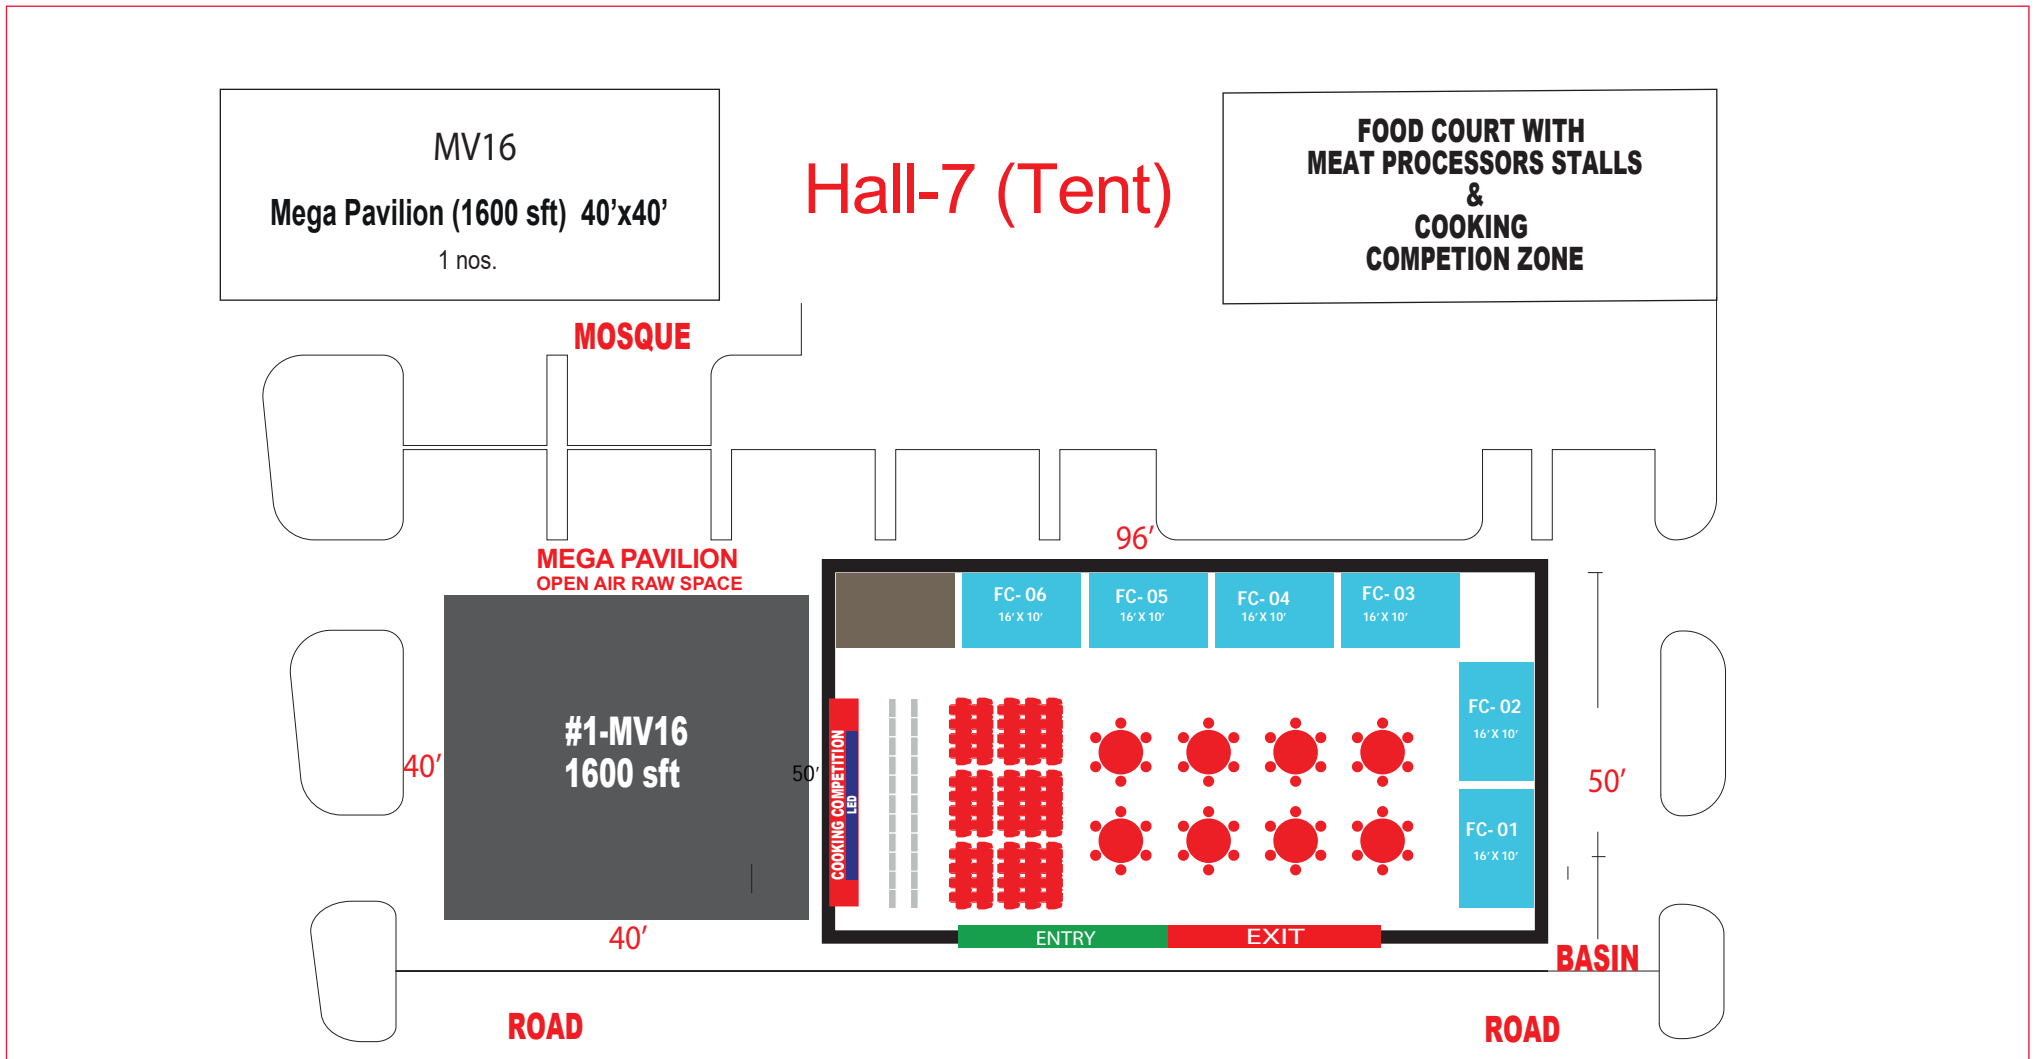 MV16
Mega Pavilion (1600 sft)  40’x40’
1 nos.
Hall-7 (Tent)
FOOD COURT WITH
MEAT PROCESSORS STALLS
&
COOKING
COMPETION ZONE
MOSQUE
96’
MEGA PAVILION
OPEN AIR RAW SPACE
#1-MV16
1600 sft
40’
40’
50’
COOKING COMPETITION
LED
FC- 06
16’ X 10’
FC- 05
16’ X 10’
FC- 04
16’ X 10’
FC- 03
16’ X 10’
FC- 02
16’ X 10’
FC- 01
16’ X 10’
50’
ENTRY
EXIT
BASIN
ROAD
ROAD